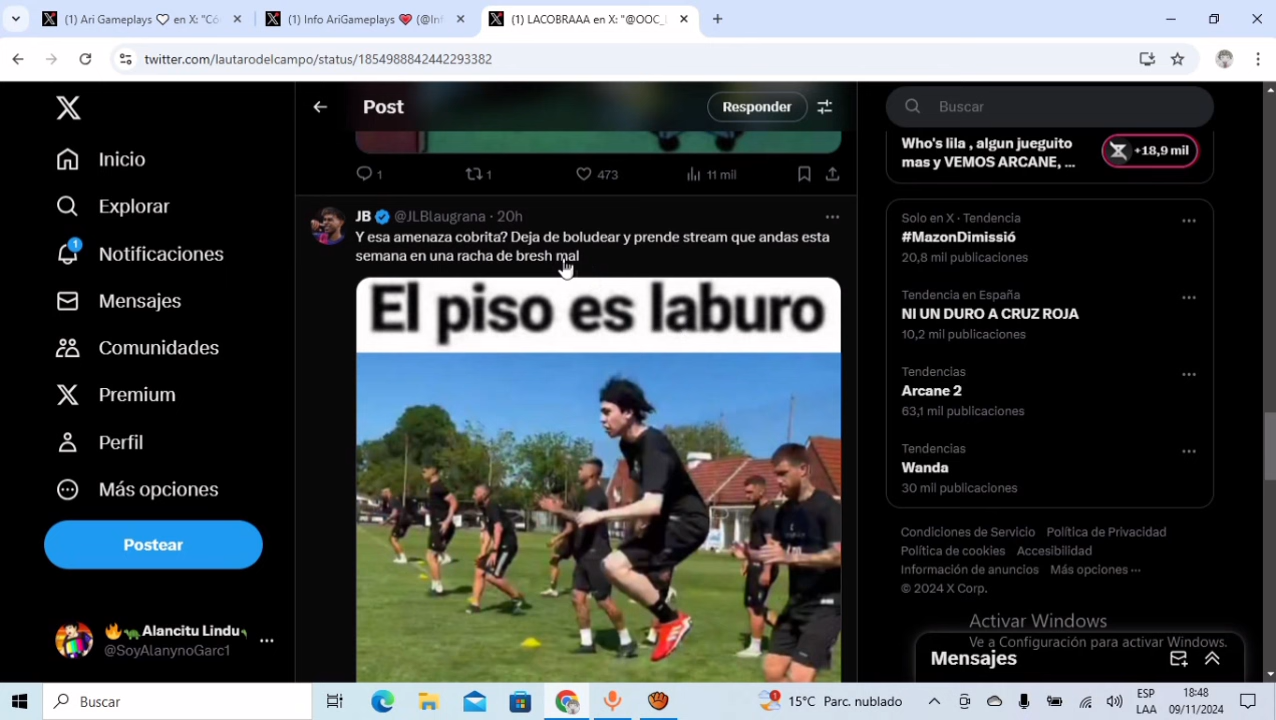 (1) Ari Gameplays 🤍 en X: "Có
(1) Info AriGameplays ❤️ (@Inf
(1) LACOBRAAA en X: "@OOC_
twitter.com/lautarodelcampo/status/1854988842442293382
Inicio
Explorar
1
Notificaciones
Mensajes
Comunidades
Premium
Perfil
Más opciones
Postear
🔥 Alancitu Lindu
@SoyAlanynoGarc1
Post
Responder
1
1
473
11 mil
JB @JLBlaugrana · 20h
Y esa amenaza cobrita? Deja de boludear y prende stream que andas esta
semana en una racha de bresh mal
El piso es laburo
Buscar
Who's lila , algun jueguito
mas y VEMOS ARCANE, ...
+18,9 mil
Solo en X · Tendencia
#MazonDimissió
20,8 mil publicaciones
Tendencia en España
NI UN DURO A CRUZ ROJA
10,2 mil publicaciones
Tendencias
Arcane 2
63,1 mil publicaciones
Tendencias
Wanda
30 mil publicaciones
Condiciones de Servicio Política de Privacidad
Política de cookies Accesibilidad
Información de anuncios Más opciones ···
© 2024 X Corp.
Activar Windows
Ve a Configuración para activar Windows.
Mensajes
Buscar
1
15°C Parc. nublado
ESP
LAA
18:48
09/11/2024